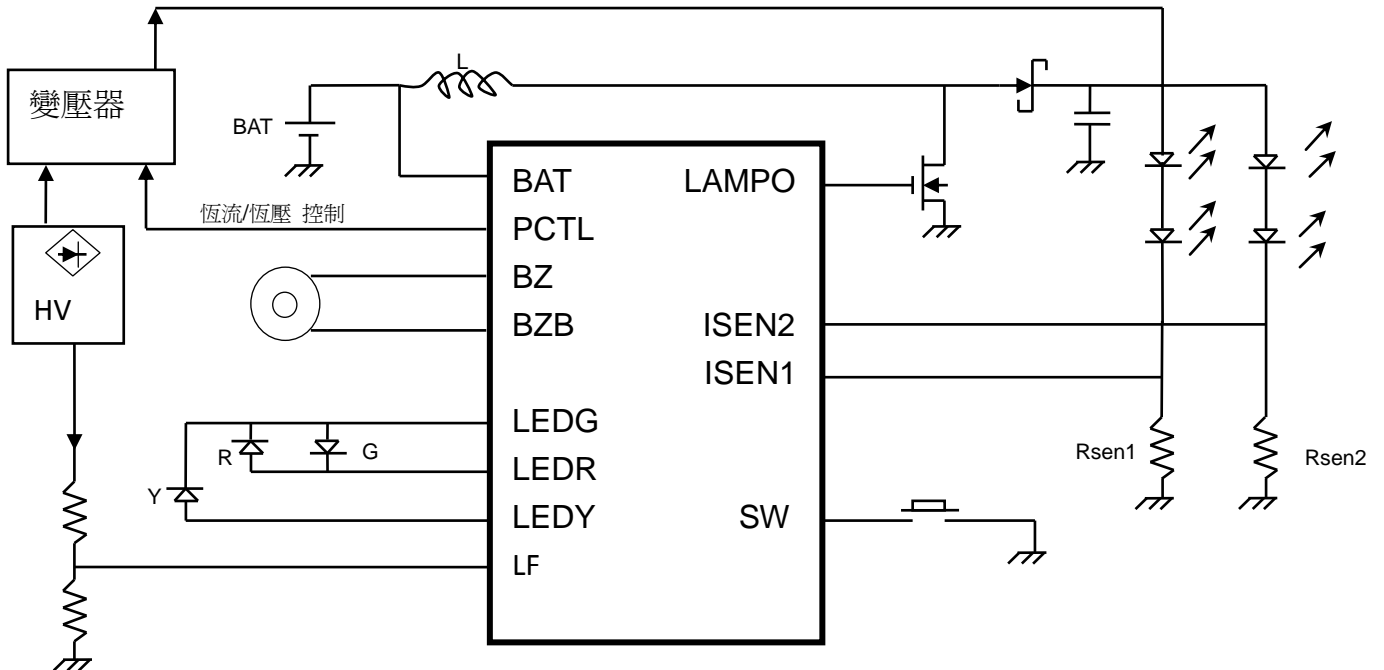 L
變壓器
BAT
BAT
LAMPO
恆流/恆壓 控制
PCTL
BZ
HV
BZB
ISEN2
ISEN1
LEDG
R
G
LEDR
Rsen1
Rsen2
Y
LEDY
SW
LF